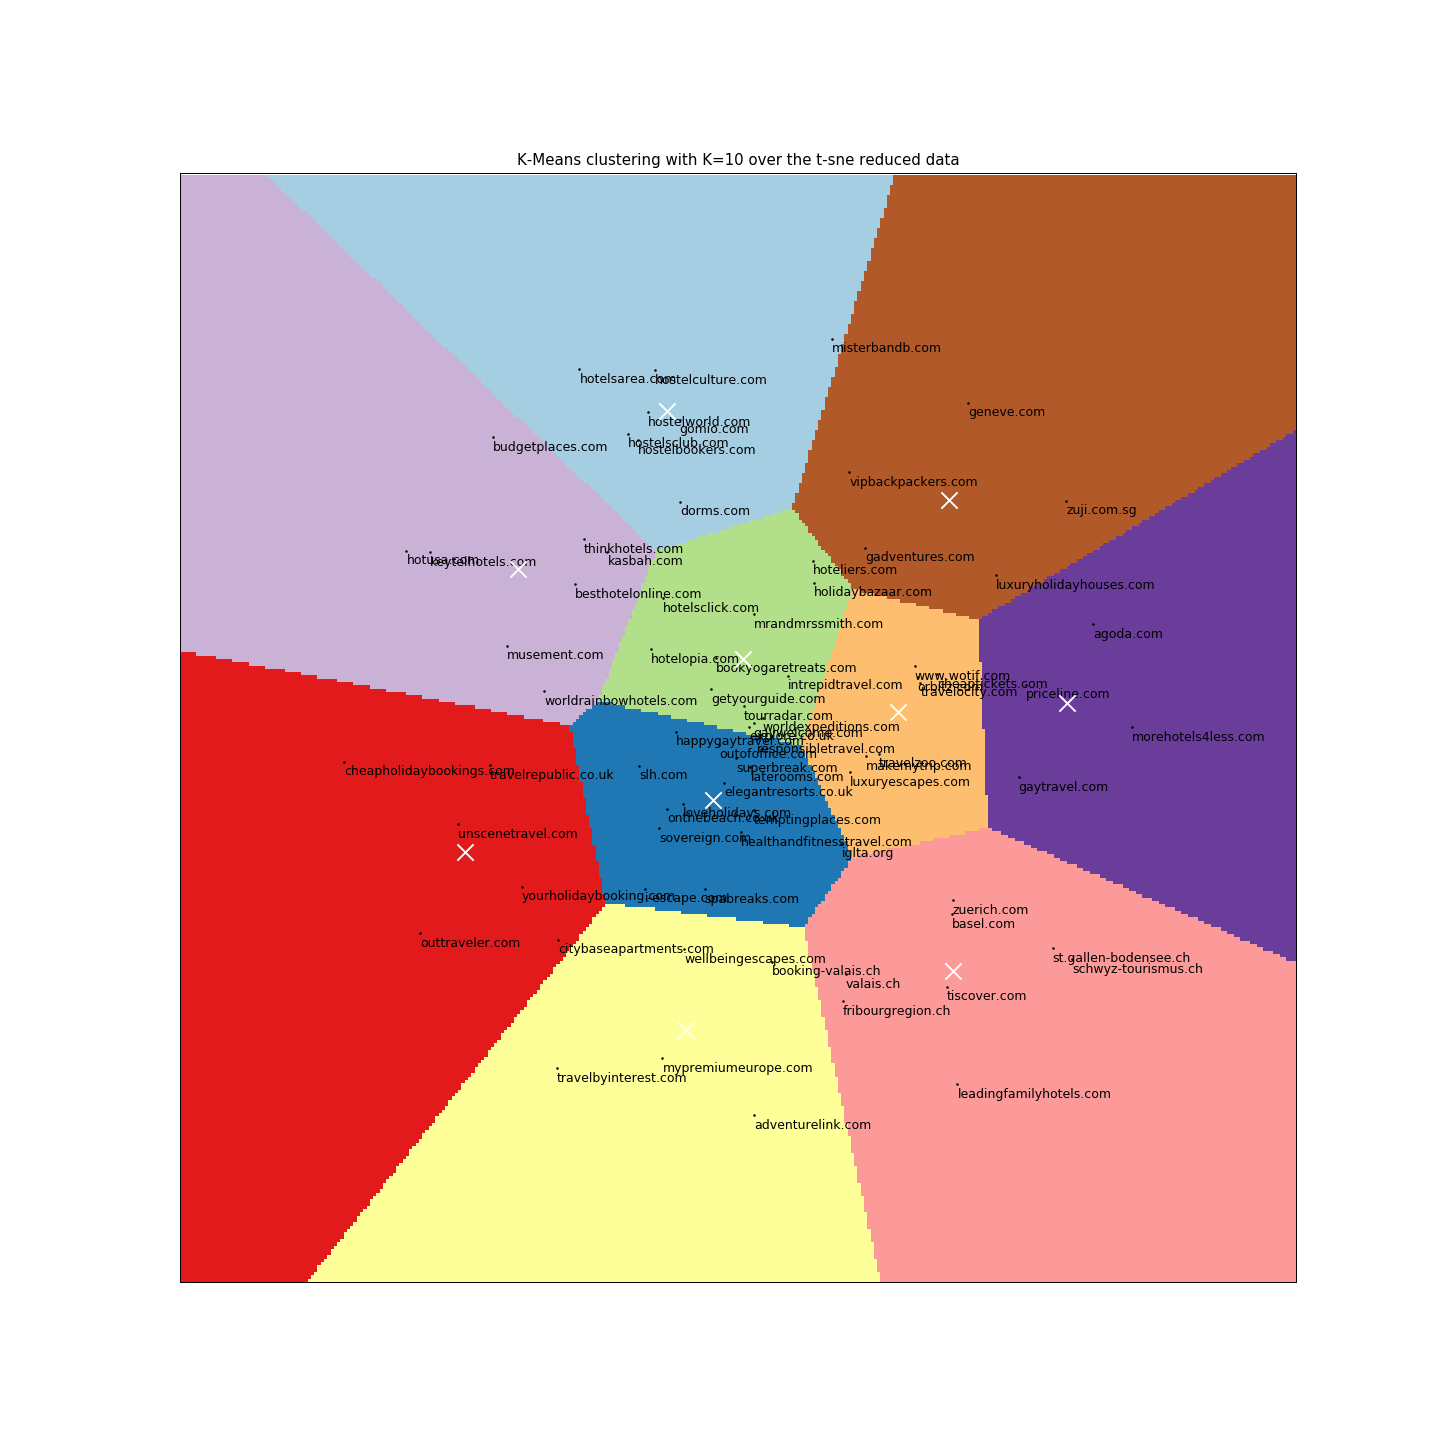 K-Means clustering with K=10 over the t-sne reduced data
misterbandb.com
hotelsarea.com
hostelculture.com
geneve.com
hostelworld.com
gomio.com
hostelsclub.com
budgetplaces.com
hostelbookers.com
vipbackpackers.com
dorms.com
zuji.com.sg
thinkhotels.com
gadventures.com
hotusa.com
keytelhotels.com
kasbah.com
hoteliers.com
luxuryholidayhouses.com
besthotelonline.com
holidaybazaar.com
hotelsclick.com
mrandmrssmith.com
agoda.com
musement.com
hotelopia.com
bookyogaretreats.com
www.wotif.com
intrepidtravel.com
orbitz.com
cheaptickets.com
travelocity.com
priceline.com
worldrainbowhotels.com
getyourguide.com
tourradar.com
worldexpeditions.com
gaywelcome.com
explore.co.uk
morehotels4less.com
happygaytravel.com
responsibletravel.com
outofoffice.com
travelzoo.com
makemytrip.com
superbreak.com
cheapholidaybookings.com
travelrepublic.co.uk
slh.com
laterooms.com
luxuryescapes.com
gaytravel.com
elegantresorts.co.uk
loveholidays.com
onthebeach.co.uk
temptingplaces.com
unscenetravel.com
sovereign.com
healthandfitnesstravel.com
iglta.org
yourholidaybooking.com
i-escape.com
spabreaks.com
zuerich.com
basel.com
outtraveler.com
citybaseapartments.com
wellbeingescapes.com
st.gallen-bodensee.ch
booking-valais.ch
schwyz-tourismus.ch
valais.ch
tiscover.com
fribourgregion.ch
mypremiumeurope.com
travelbyinterest.com
leadingfamilyhotels.com
adventurelink.com